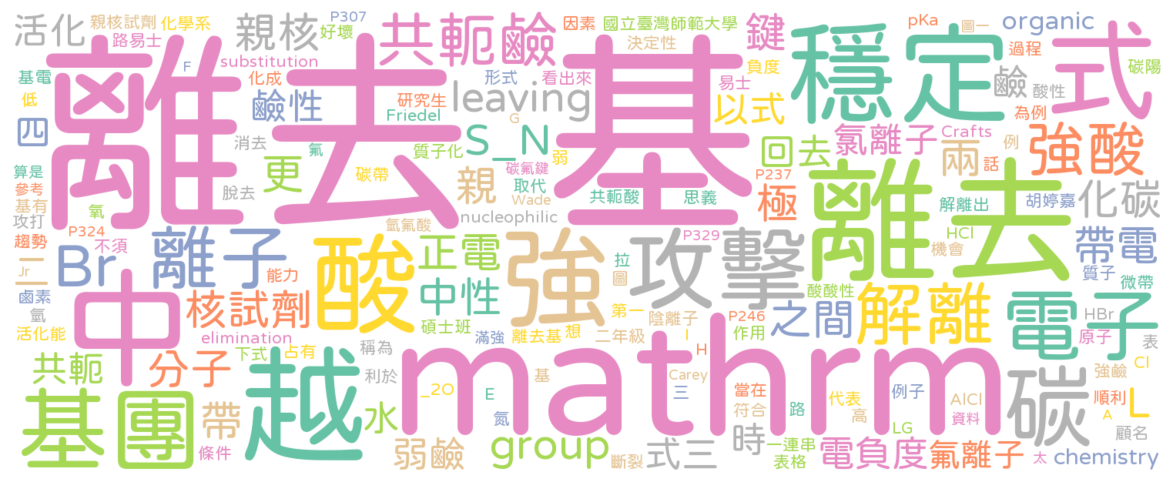 活化 親核試劑 化學系 親核 P307 好壞 共軛鹼 因素 國立臺灣師範大學 鍵 pKa 圖一 organic
路易士 決定性 過程 碳陽
基電 F substitution 化成 形式 看出來 負度 易士 穩定 鹼 酸性 式
低 鹼性 研究生 leaving 以式 為例
四 離去基 Friedel G S_N 氯離子 Crafts 例 強酸
消去 氟 質子化 弱 回去 兩 話
算是 脫去 更 碳帶 碳氟鍵 取代 共軛酸 思義 P237
參考 親 Wade 極 離去 解離出 胡婷嘉 化碳
基有 氧 nucleophilic
攻打 P324 氫氟酸 P329 HCl 帶電
趨勢 不須 離子 正電 強 攻擊 機會 質子
二 Jr Br 能力 酸 拉 微帶
鹵素 中 核試劑 中性 圖 酸酸性 解離 電子
氫 碩士班 第一 陰離子 P246 之間 HBr
活化能 elimination 滿強 離去基 想 二年級 I 作用 原子 表
共軛 分子 下式 占有 H 強鹼 Cl
稱為 越 mathrm 碳
基團 利於 _2O E 基 Carey 三 當在 路 代表 例子 AlCl 順利 L
帶 水 氮 符合 高 資料 A
條件 弱鹼 group 斷裂 式三 時 一連串 LG 顧名
表格 電負度 氟離子 太 chemistry